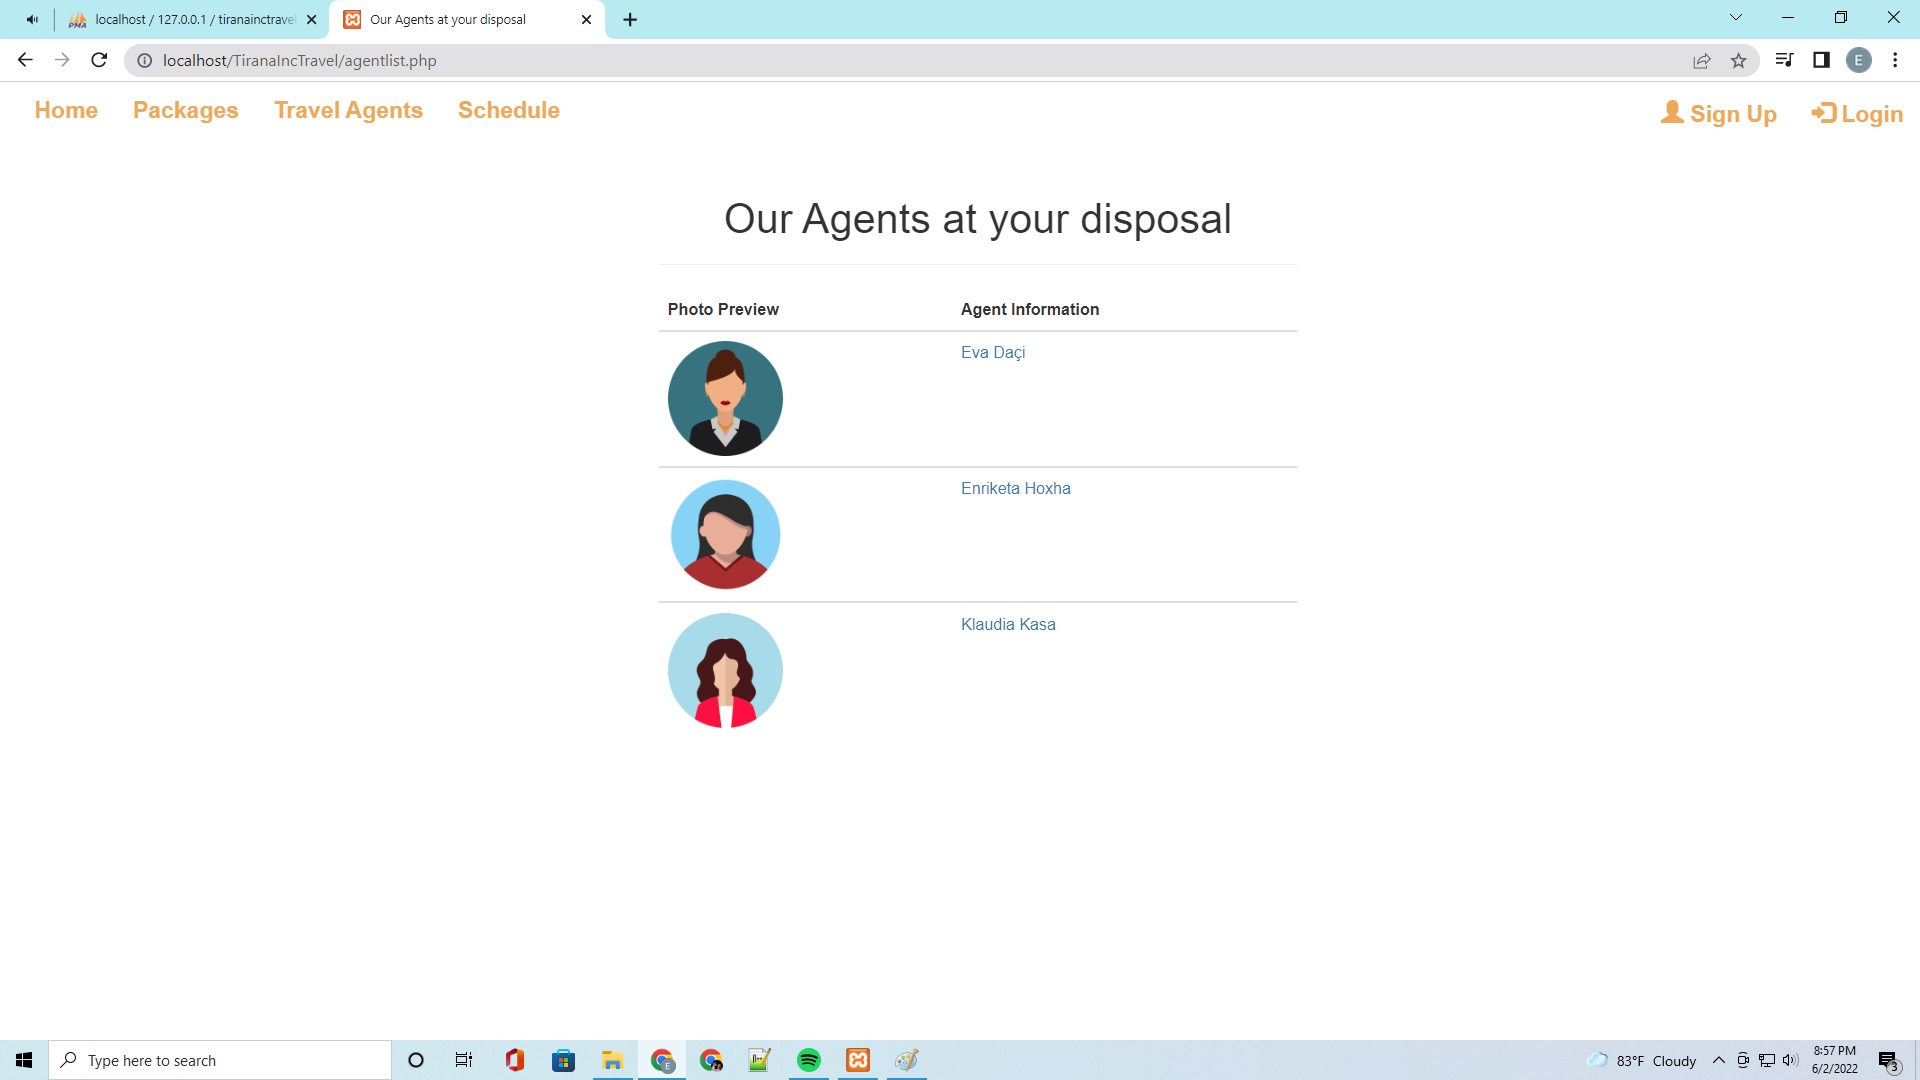 localhost / 127.0.0.1 / tiranainctrave
Our Agents at your disposal
localhost/TiranaIncTravel/agentlist.php
E
Home Packages Travel Agents Schedule Sign Up Login
Our Agents at your disposal
Photo Preview Agent Information
Eva Daçi
Enriketa Hoxha
Klaudia Kasa
Type here to search
83°F Cloudy
8:57 PM
6/2/2022
3